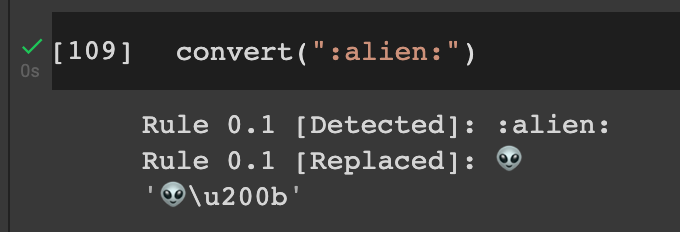 [109] convert(":alien:")
0s
Rule 0.1 [Detected]: :alien:
Rule 0.1 [Replaced]: 👽
'👽\u200b'